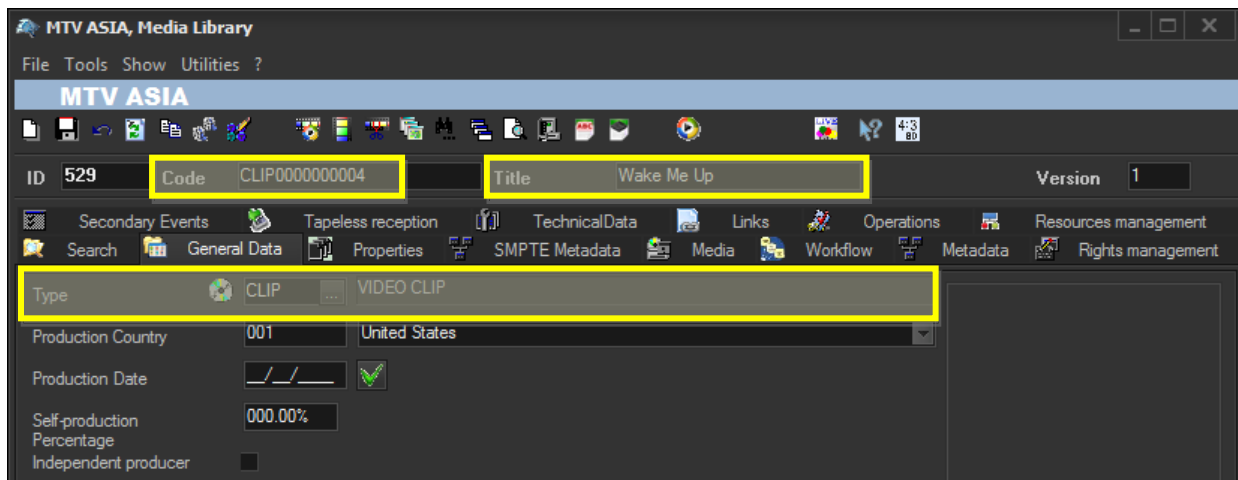 MTV ASIA, Media Library
File Tools Show Utilities ?
MTV ASIA
ID 529 Code CLIP0000000004 Title Wake Me Up Version 1
Secondary Events Tapeless reception TechnicalData Links Operations Resources management
Search General Data Properties SMPTE Metadata Media Workflow Metadata Rights management
Type CLIP ... VIDEO CLIP
Production Country 001 United States
Production Date __/__/____
Self-production 000.00%
Percentage
Independent producer